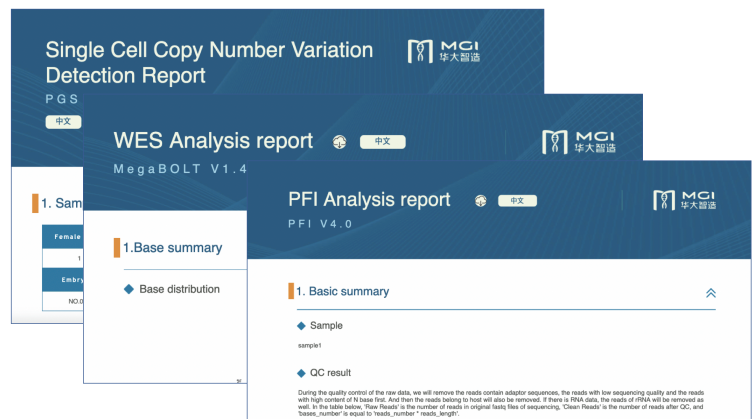 Single Cell Copy Number Variation
Detection Report
MGI
华大智造
PGS
中文
1. Sam
Female
1
Embry
NO.0
WES Analysis report
中文
MGI
华大智造
MegaBOLT V1.4
1.Base summary
Base distribution
PFI Analysis report
中文
MGI
华大智造
PFI V4.0
1. Basic summary
Sample
sample1
QC result
During the quality control of the raw data, we will remove the reads contain adaptor sequences, the reads with low sequencing quality and the reads
with high content of N base first. And then the reads belong to host will also be removed. If there is RNA data, the reads of rRNA will be removed as
well. In the table below, 'Raw Reads' is the number of reads in original fastq files of sequencing, 'Clean Reads' is the number of reads after QC, and
'bases_number' is equal to 'reads_number * reads_length'.